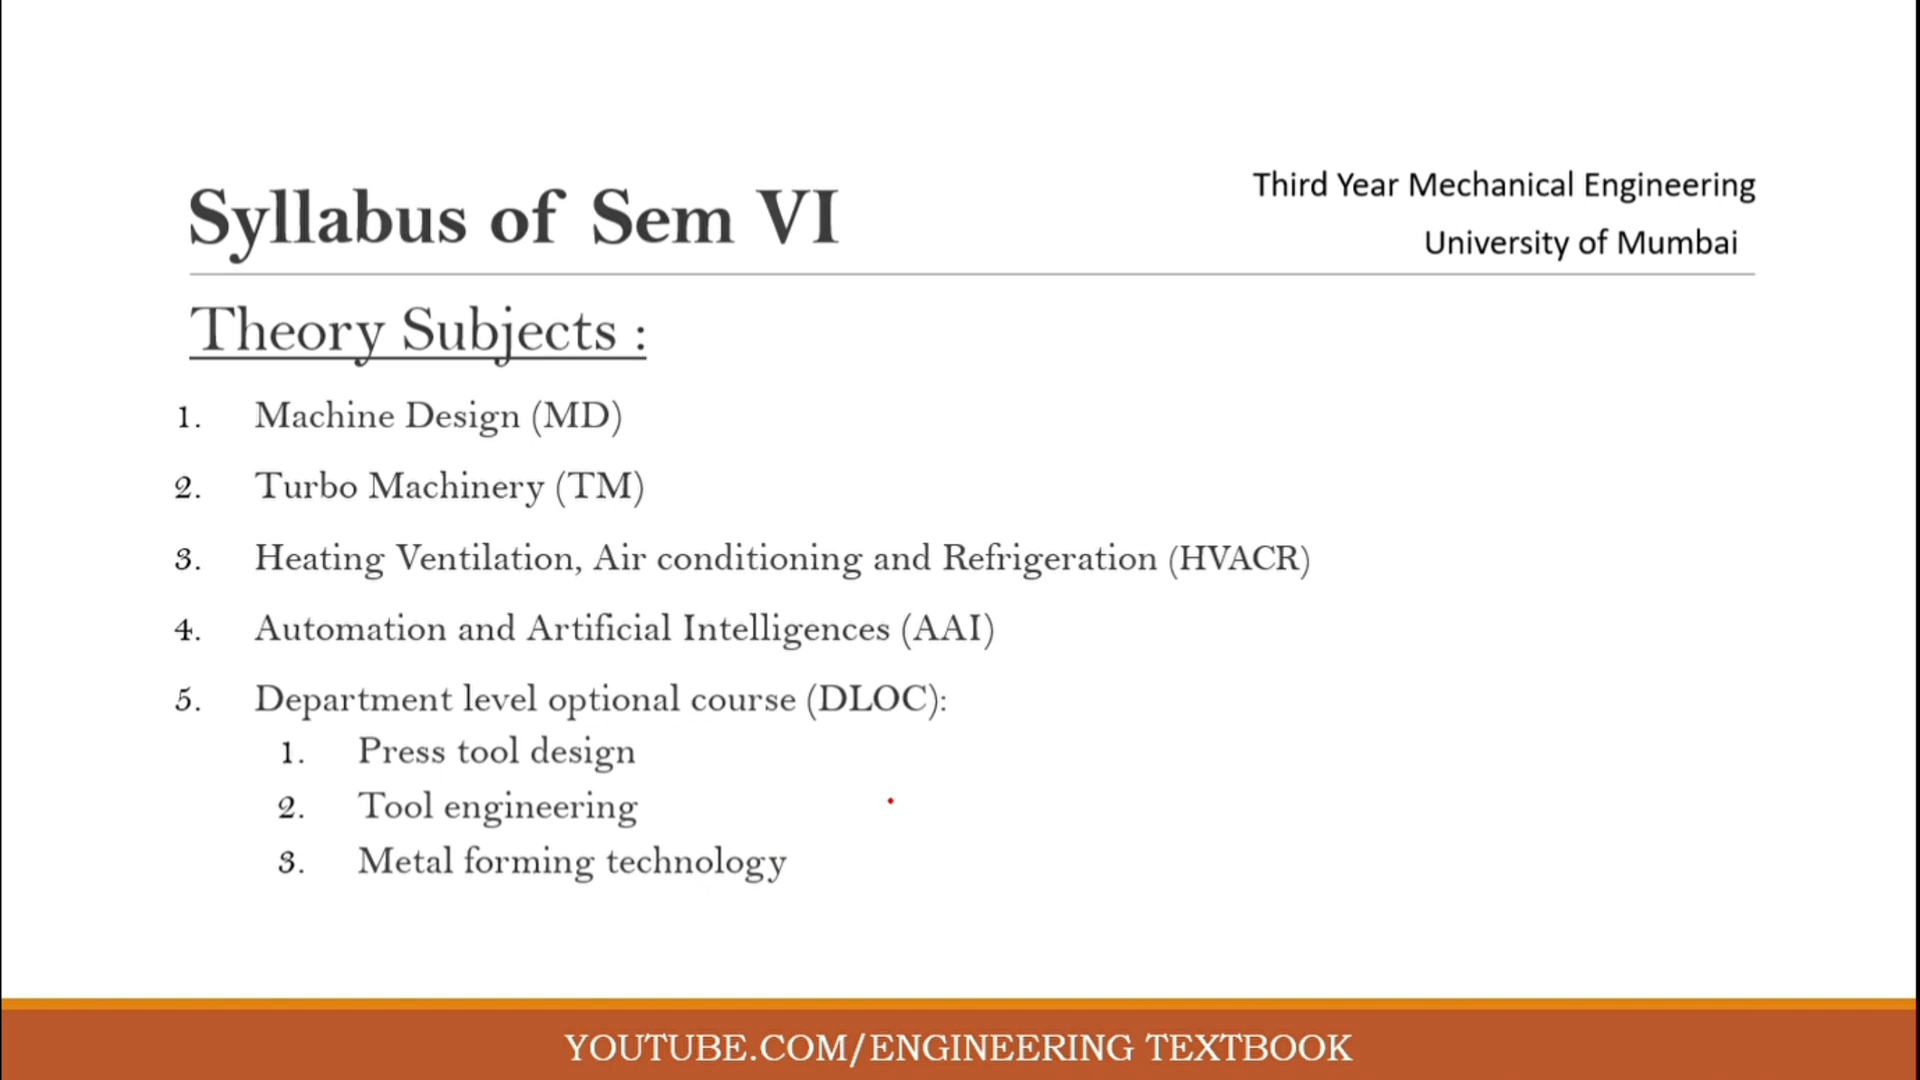 Syllabus of Sem VI
Third Year Mechanical Engineering
University of Mumbai
Theory Subjects :
1. Machine Design (MD)
2. Turbo Machinery (TM)
3. Heating Ventilation, Air conditioning and Refrigeration (HVACR)
4. Automation and Artificial Intelligences (AAI)
5. Department level optional course (DLOC):
1. Press tool design
2. Tool engineering
3. Metal forming technology
YOUTUBE.COM/ENGINEERING TEXTBOOK